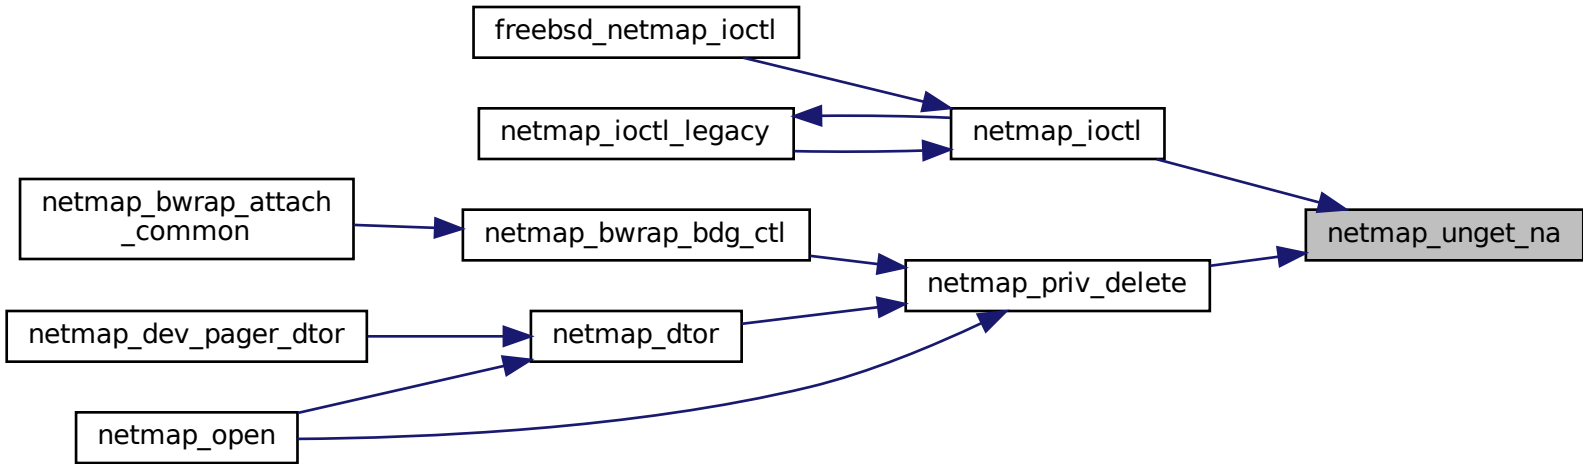 freebsd_netmap_ioctl
netmap_ioctl_legacy
netmap_ioctl
netmap_bwrap_attach
_common
netmap_bwrap_bdg_ctl
netmap_unget_na
netmap_priv_delete
netmap_dev_pager_dtor
netmap_dtor
netmap_open